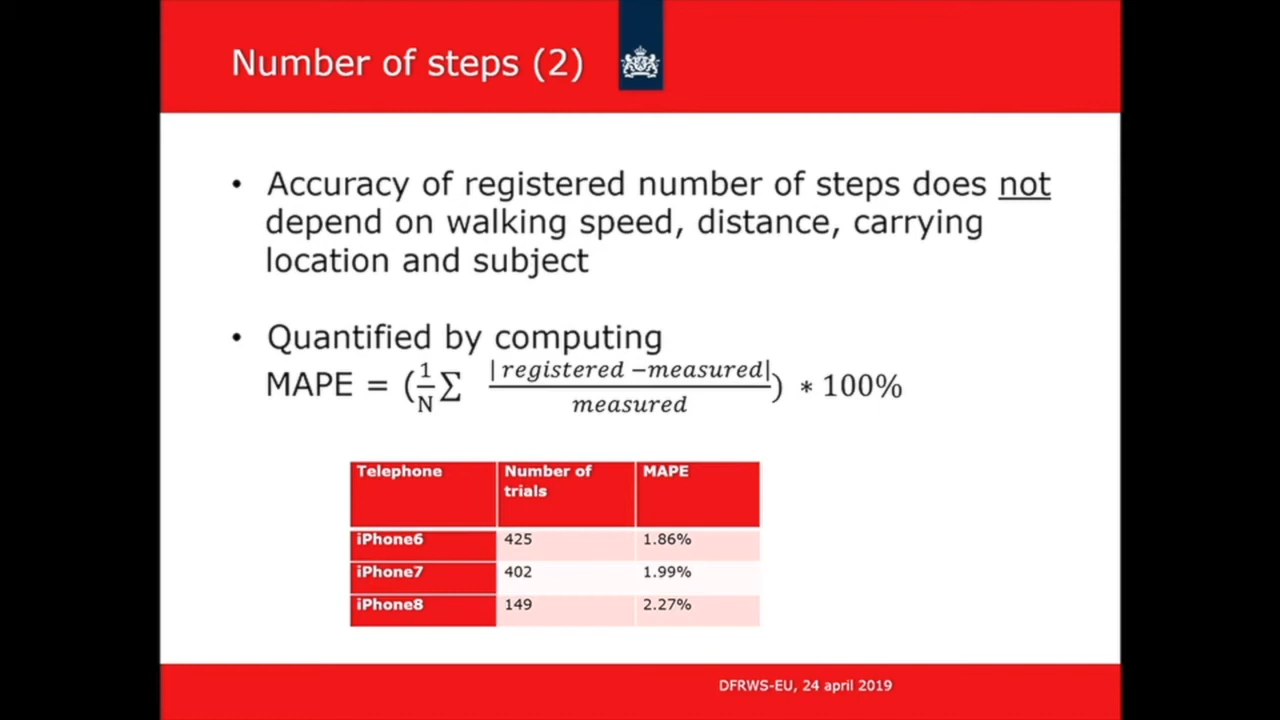 Number of steps (2)
• Accuracy of registered number of steps does not
depend on walking speed, distance, carrying
location and subject
• Quantified by computing
MAPE = (1/N Σ |registered −measured|/measured) * 100%
Telephone Number of trials MAPE
iPhone6 425 1.86%
iPhone7 402 1.99%
iPhone8 149 2.27%
DFRWS-EU, 24 april 2019